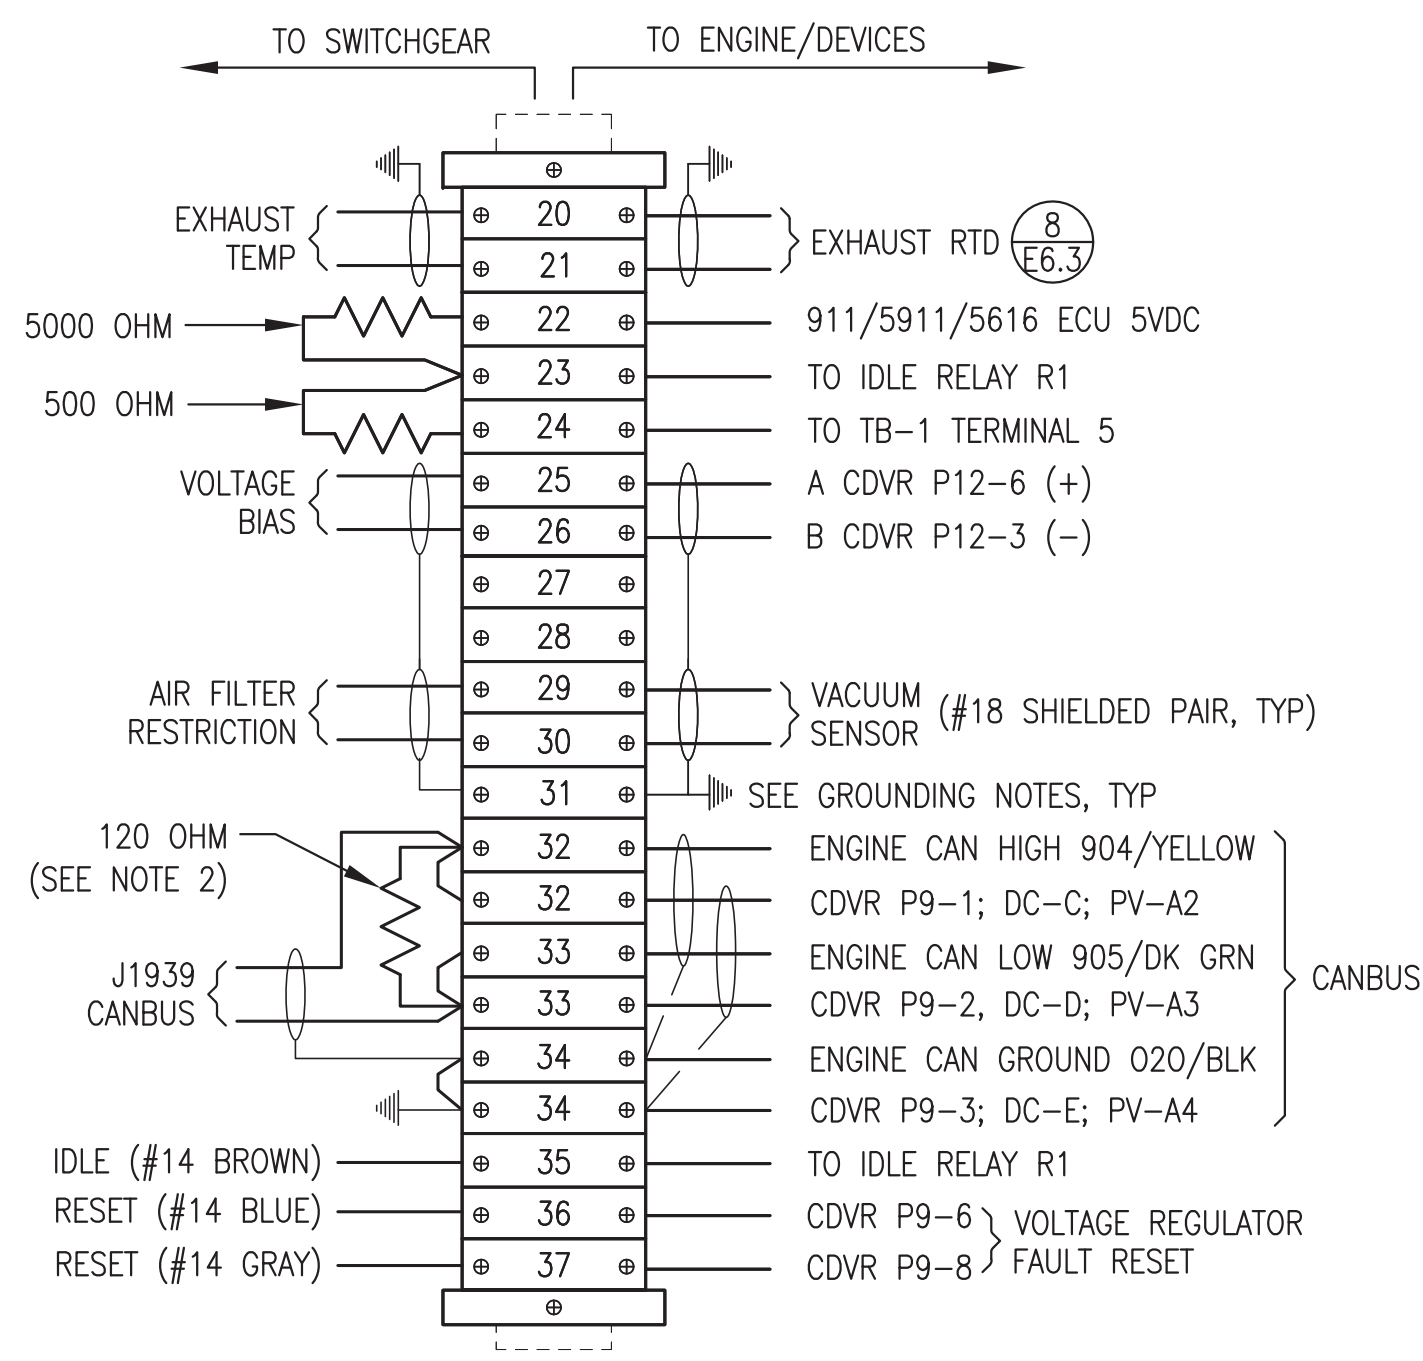 TO SWITCHGEAR
TO ENGINE/DEVICES
EXHAUST
TEMP
20
21
EXHAUST RTD
8
E6.3
5000 OHM
22
911/5911/5616 ECU 5VDC
23
TO IDLE RELAY R1
500 OHM
24
TO TB-1 TERMINAL 5
VOLTAGE
BIAS
25
A CDVR P12-6 (+)
26
B CDVR P12-3 (-)
27
28
AIR FILTER
RESTRICTION
29
30
VACUUM
SENSOR
(#18 SHIELDED PAIR, TYP)
31
SEE GROUNDING NOTES, TYP
120 OHM
(SEE NOTE 2)
32
ENGINE CAN HIGH 904/YELLOW
32
CDVR P9-1; DC-C; PV-A2
33
ENGINE CAN LOW 905/DK GRN
J1939
CANBUS
33
CDVR P9-2, DC-D; PV-A3
CANBUS
34
ENGINE CAN GROUND 020/BLK
34
CDVR P9-3; DC-E; PV-A4
IDLE (#14 BROWN)
35
TO IDLE RELAY R1
RESET (#14 BLUE)
36
CDVR P9-6
RESET (#14 GRAY)
37
CDVR P9-8
VOLTAGE REGULATOR
FAULT RESET